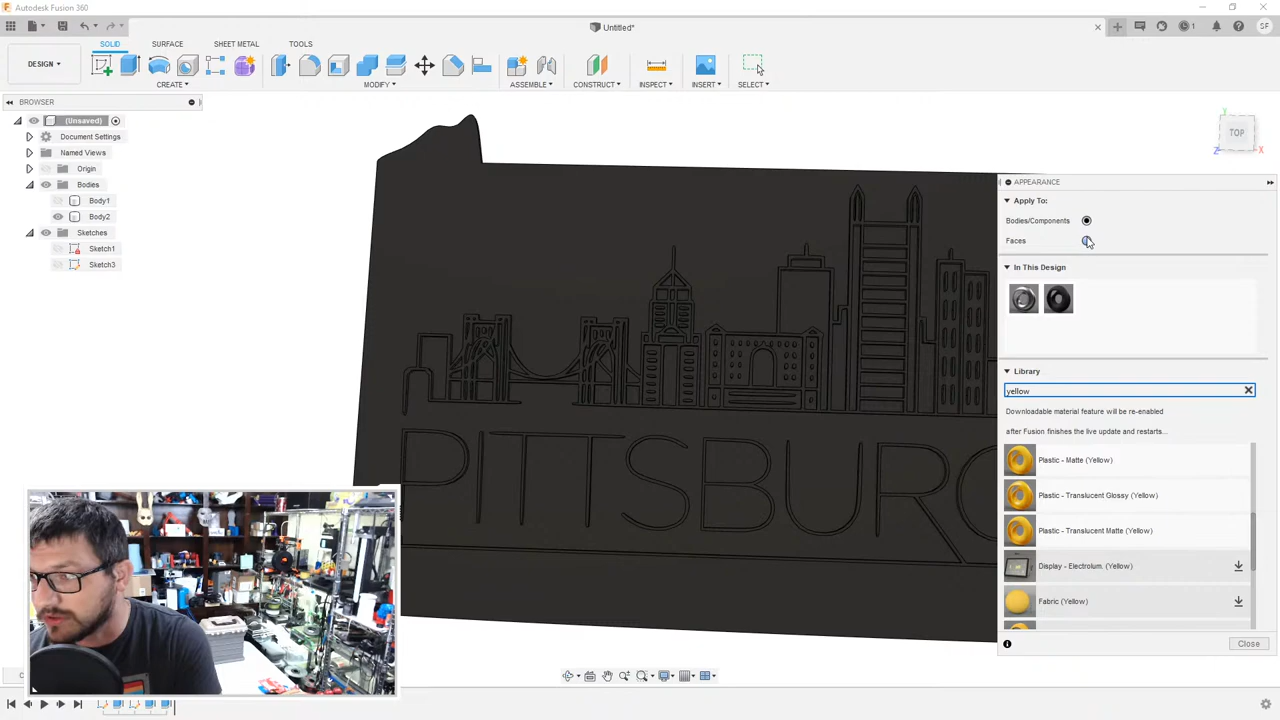 Autodesk Fusion 360
Untitled*
SF
DESIGN
SOLID
SURFACE
SHEET METAL
TOOLS
CREATE
MODIFY
ASSEMBLE
CONSTRUCT
INSPECT
INSERT
SELECT
BROWSER
(Unsaved)
Document Settings
Named Views
Origin
Bodies
Body1
Body2
Sketches
Sketch1
Sketch3
TOP
PITTSBURG
APPEARANCE
Apply To:
Bodies/Components
Faces
In This Design
Library
yellow
Downloadable material feature will be re-enabled
after Fusion finishes the live update and restarts...
Plastic - Matte (Yellow)
Plastic - Translucent Glossy (Yellow)
Plastic - Translucent Matte (Yellow)
Display - Electrolum. (Yellow)
Fabric (Yellow)
Close